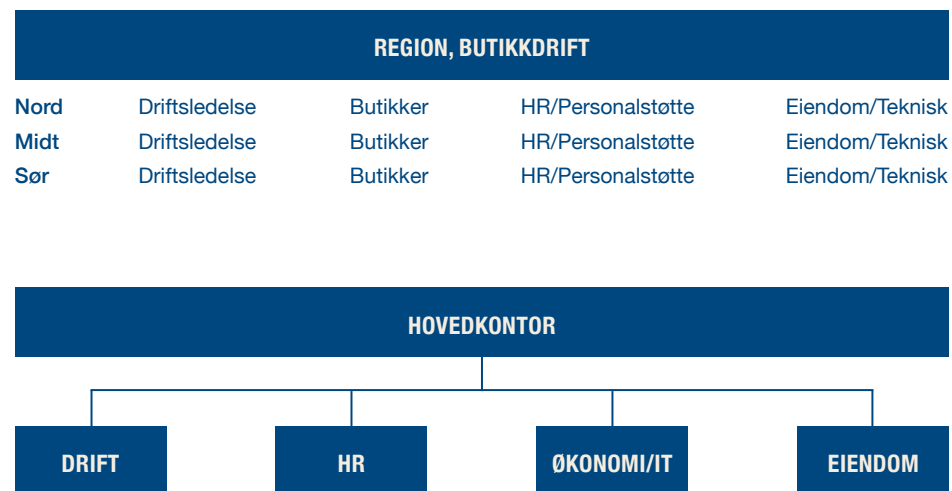 REGION, BUTIKKDRIFT
Nord Driftsledelse Butikker HR/Personalstøtte Eiendom/Teknisk
Midt Driftsledelse Butikker HR/Personalstøtte Eiendom/Teknisk
Sør Driftsledelse Butikker HR/Personalstøtte Eiendom/Teknisk
HOVEDKONTOR
DRIFT HR ØKONOMI/IT EIENDOM